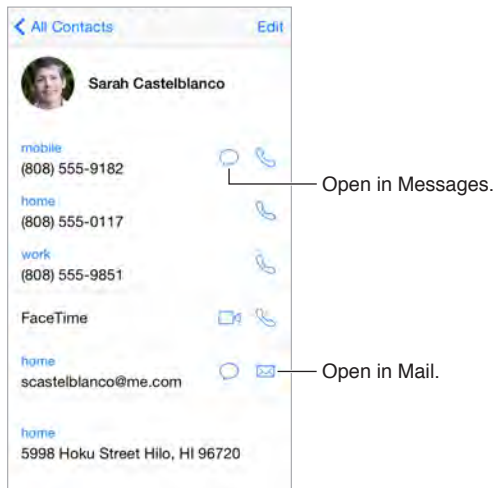 All Contacts Edit
Sarah Castelblanco
mobile
(808) 555-9182
Open in Messages.
home
(808) 555-0117
work
(808) 555-9851
FaceTime
home
scastelblanco@me.com
Open in Mail.
home
5998 Hoku Street Hilo, HI 96720